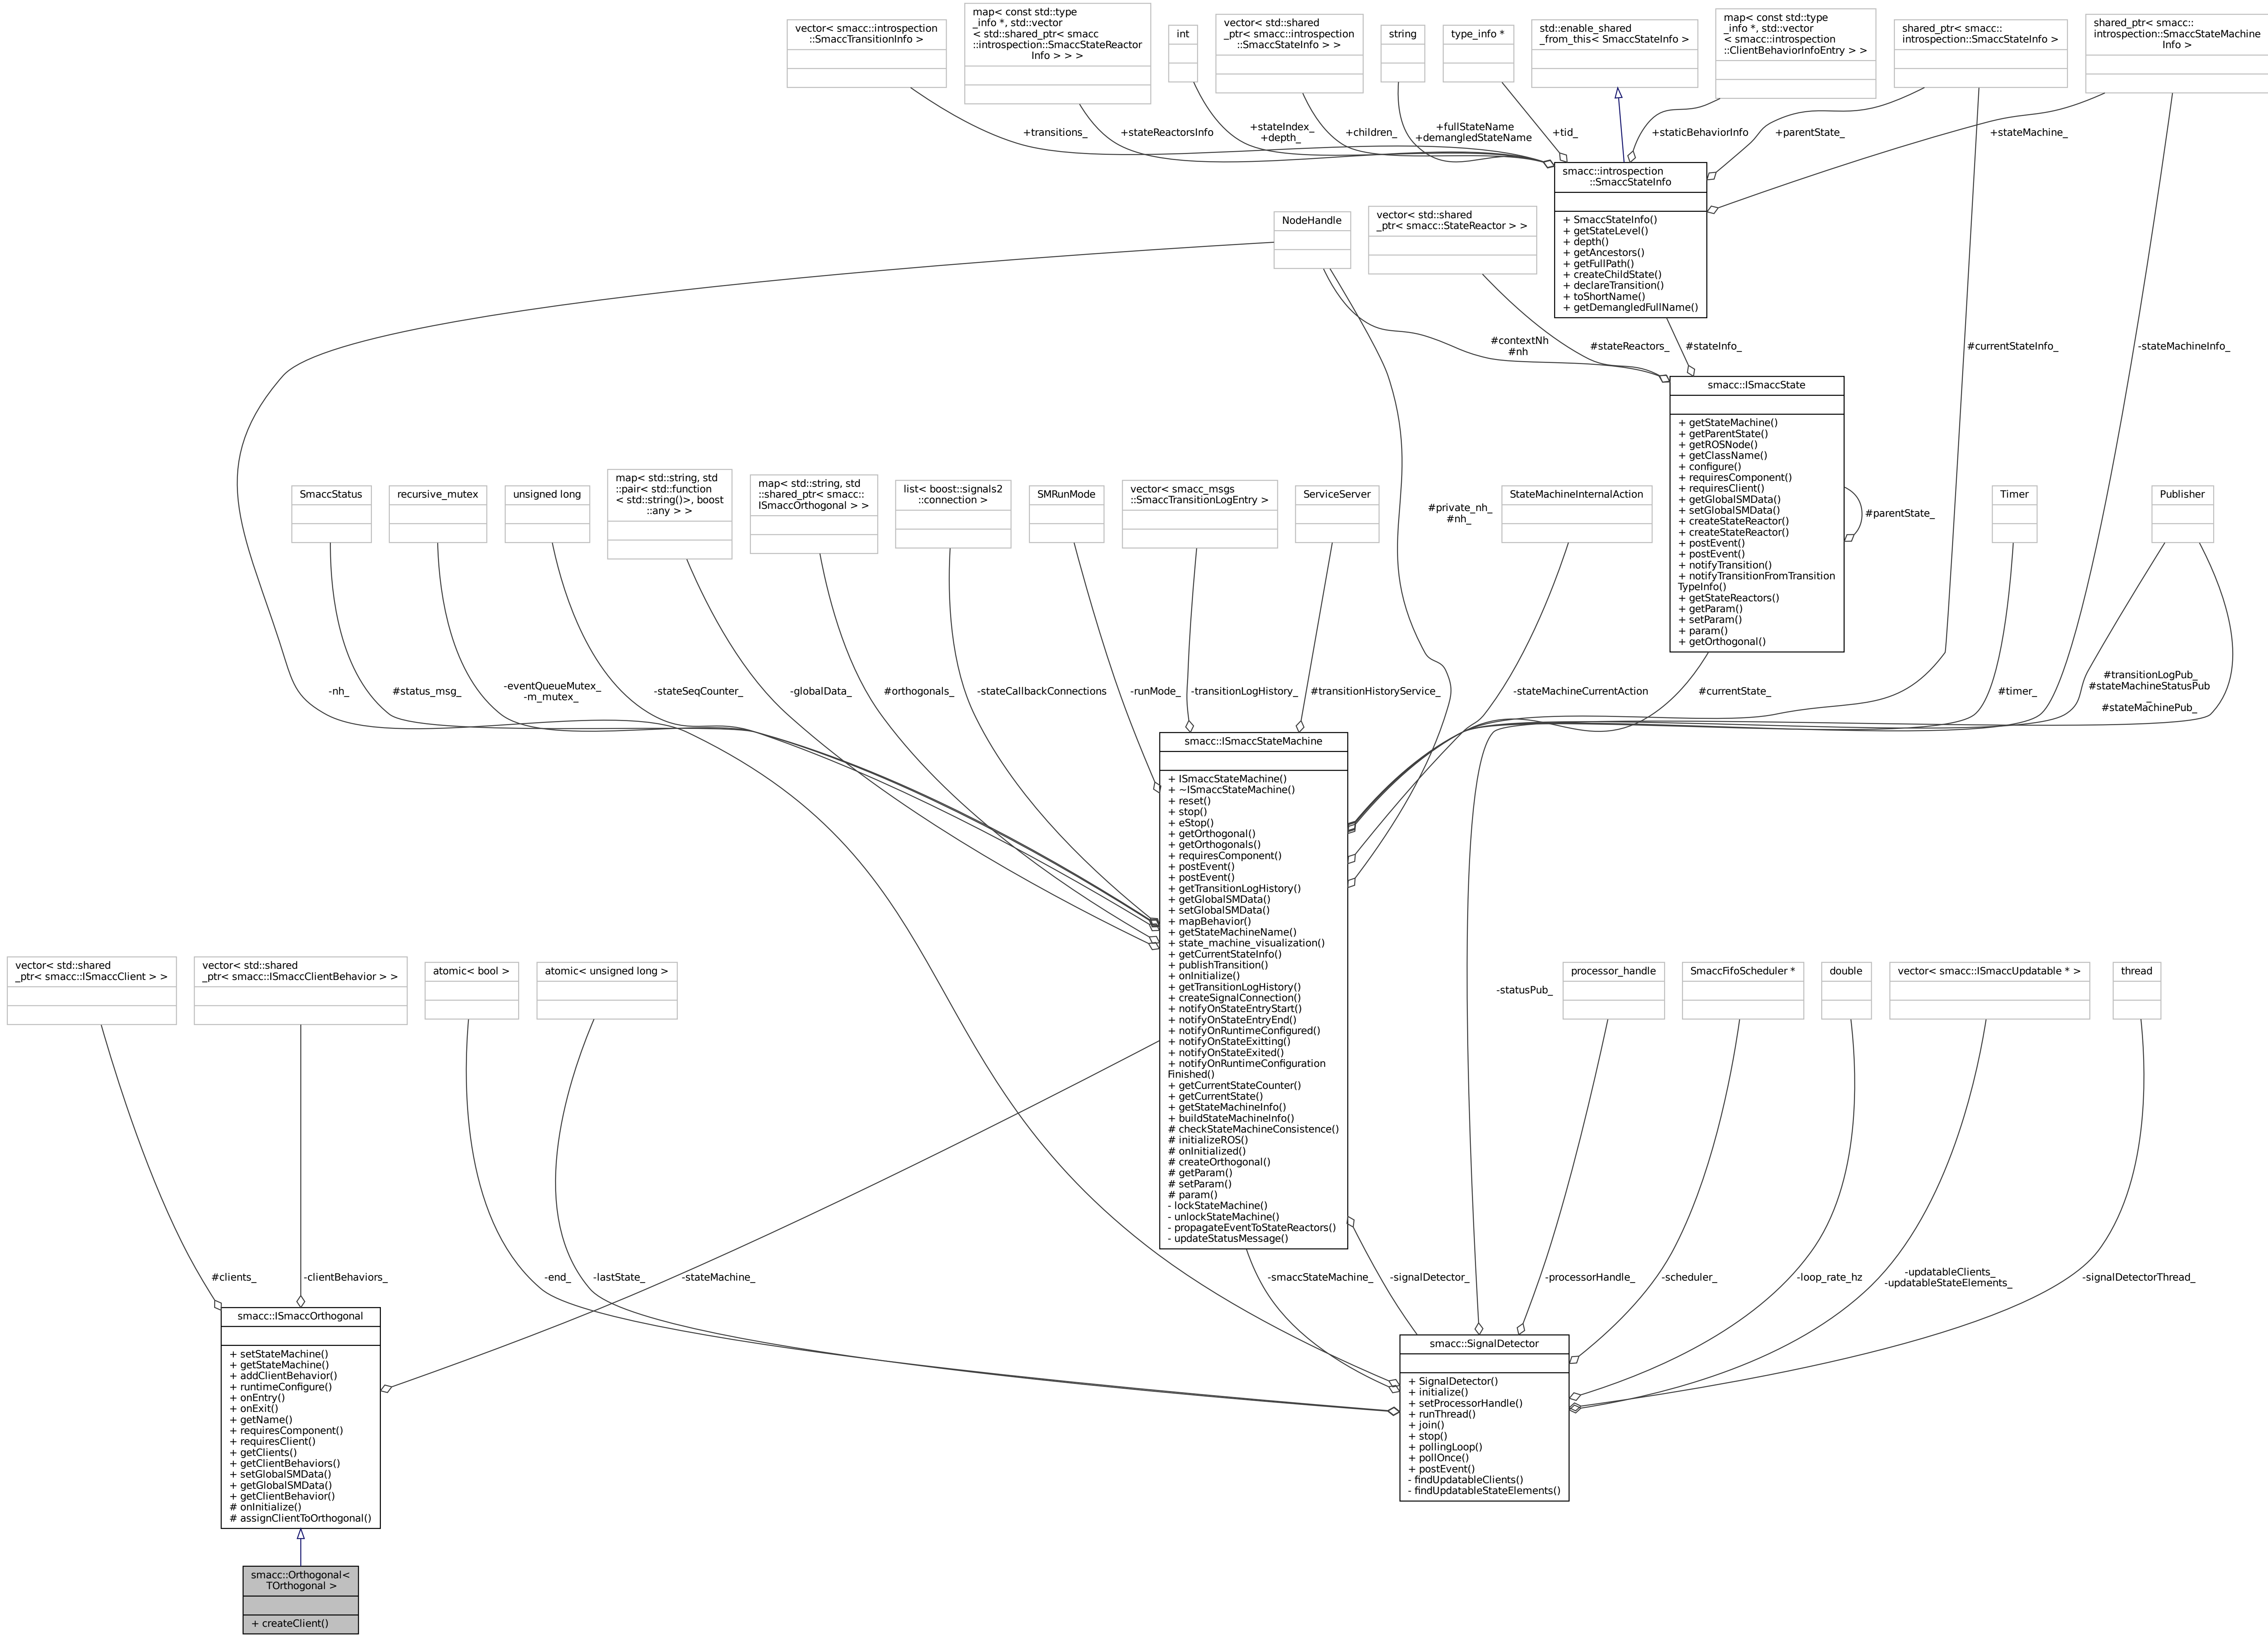 vector< smacc::introspection
::SmaccTransitionInfo >
map< const std::type
_info *, std::vector
< std::shared_ptr< smacc
::introspection::SmaccStateReactor
Info > > >
int
vector< std::shared
_ptr< smacc::introspection
::SmaccStateInfo > >
string
type_info *
std::enable_shared
_from_this< SmaccStateInfo >
map< const std::type
_info *, std::vector
< smacc::introspection
::ClientBehaviorInfoEntry > >
shared_ptr< smacc::
introspection::SmaccStateInfo >
shared_ptr< smacc::
introspection::SmaccStateMachine
Info >
+transitions_
+stateReactorsInfo
+stateIndex_
+depth_
+children_
+fullStateName
+demangledStateName
+tid_
+staticBehaviorInfo
+parentState_
+stateMachine_
smacc::introspection
::SmaccStateInfo
+ SmaccStateInfo()
+ getStateLevel()
+ depth()
+ getAncestors()
+ getFullPath()
+ createChildState()
+ declareTransition()
+ toShortName()
+ getDemangledFullName()
NodeHandle
vector< std::shared
_ptr< smacc::StateReactor > >
#contextNh
#nh
#stateReactors_
#stateInfo_
#currentStateInfo_
-stateMachineInfo_
smacc::ISmaccState
+ getStateMachine()
+ getParentState()
+ getROSNode()
+ getClassName()
+ configure()
+ requiresComponent()
+ requiresClient()
+ getGlobalSMData()
+ setGlobalSMData()
+ createStateReactor()
+ createStateReactor()
+ postEvent()
+ postEvent()
+ notifyTransition()
+ notifyTransitionFromTransition
TypeInfo()
+ getStateReactors()
+ getParam()
+ setParam()
+ param()
+ getOrthogonal()
#parentState_
SmaccStatus
recursive_mutex
unsigned long
map< std::string, std
::pair< std::function
< std::string()>, boost
::any > >
map< std::string, std
::shared_ptr< smacc::
ISmaccOrthogonal > >
list< boost::signals2
::connection >
SMRunMode
vector< smacc_msgs
::SmaccTransitionLogEntry >
ServiceServer
#private_nh_
#nh_
StateMachineInternalAction
Timer
Publisher
-nh_
#status_msg_
-eventQueueMutex_
-m_mutex_
-stateSeqCounter_
-globalData_
#orthogonals_
-stateCallbackConnections
-runMode_
-transitionLogHistory_
#transitionHistoryService_
-stateMachineCurrentAction
#currentState_
#timer_
#transitionLogPub_
#stateMachineStatusPub
_
#stateMachinePub_
smacc::ISmaccStateMachine
+ ISmaccStateMachine()
+ ~ISmaccStateMachine()
+ reset()
+ stop()
+ eStop()
+ getOrthogonal()
+ getOrthogonals()
+ requiresComponent()
+ postEvent()
+ postEvent()
+ getTransitionLogHistory()
+ getGlobalSMData()
+ setGlobalSMData()
+ mapBehavior()
+ getStateMachineName()
+ state_machine_visualization()
+ getCurrentStateInfo()
+ publishTransition()
+ onInitialize()
+ getTransitionLogHistory()
+ createSignalConnection()
+ notifyOnStateEntryStart()
+ notifyOnStateEntryEnd()
+ notifyOnRuntimeConfigured()
+ notifyOnStateExitting()
+ notifyOnStateExited()
+ notifyOnRuntimeConfiguration
Finished()
+ getCurrentStateCounter()
+ getCurrentState()
+ getStateMachineInfo()
+ buildStateMachineInfo()
# checkStateMachineConsistence()
# initializeROS()
# onInitialized()
# createOrthogonal()
# getParam()
# setParam()
# param()
- lockStateMachine()
- unlockStateMachine()
- propagateEventToStateReactors()
- updateStatusMessage()
vector< std::shared
_ptr< smacc::ISmaccClient > >
vector< std::shared
_ptr< smacc::ISmaccClientBehavior > >
atomic< bool >
atomic< unsigned long >
-statusPub_
processor_handle
SmaccFifoScheduler *
double
vector< smacc::ISmaccUpdatable * >
thread
#clients_
-clientBehaviors_
-end_
-lastState_
-stateMachine_
-smaccStateMachine_
-signalDetector_
-processorHandle_
-scheduler_
-loop_rate_hz
-updatableClients_
-updatableStateElements_
-signalDetectorThread_
smacc::ISmaccOrthogonal
+ setStateMachine()
+ getStateMachine()
+ addClientBehavior()
+ runtimeConfigure()
+ onEntry()
+ onExit()
+ getName()
+ requiresComponent()
+ requiresClient()
+ getClients()
+ getClientBehaviors()
+ setGlobalSMData()
+ getGlobalSMData()
+ getClientBehavior()
# onInitialize()
# assignClientToOrthogonal()
smacc::SignalDetector
+ SignalDetector()
+ initialize()
+ setProcessorHandle()
+ runThread()
+ join()
+ stop()
+ pollingLoop()
+ pollOnce()
+ postEvent()
- findUpdatableClients()
- findUpdatableStateElements()
smacc::Orthogonal<
TOrthogonal >
+ createClient()